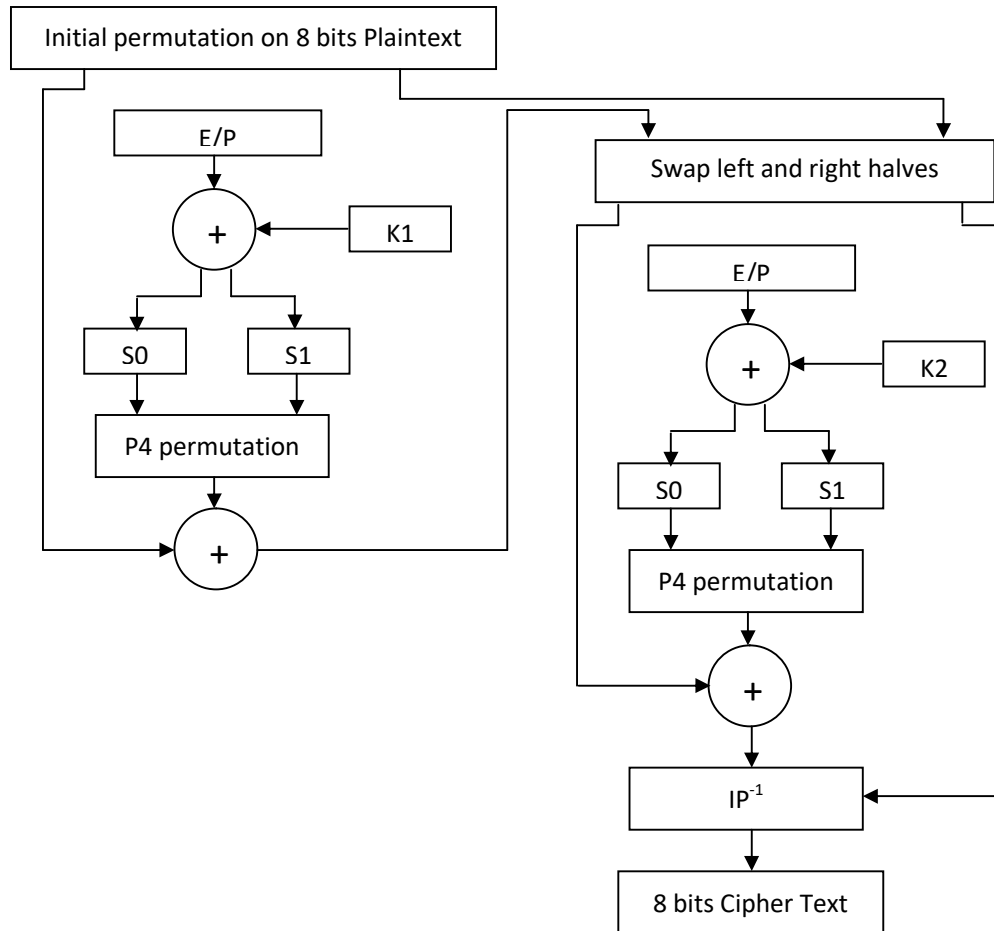 Initial permutation on 8 bits Plaintext
E/P
+
K1
S0 S1
P4 permutation
+
Swap left and right halves
E/P
+
K2
S0 S1
P4 permutation
+
IP-1
8 bits Cipher Text